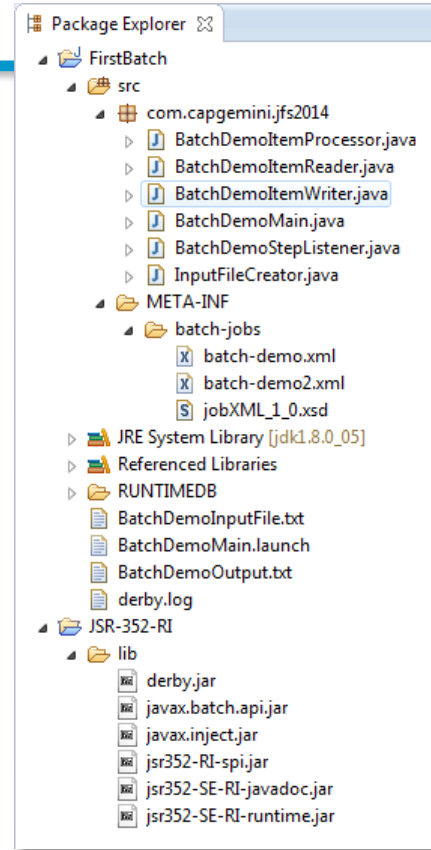 Package Explorer
FirstBatch
src
com.capgemini.jfs2014
BatchDemoItemProcessor.java
BatchDemoItemReader.java
BatchDemoItemWriter.java
BatchDemoMain.java
BatchDemoStepListener.java
InputFileCreator.java
META-INF
batch-jobs
batch-demo.xml
batch-demo2.xml
jobXML_1_0.xsd
JRE System Library [jdk1.8.0_05]
Referenced Libraries
RUNTIMEDB
BatchDemoInputFile.txt
BatchDemoMain.launch
BatchDemoOutput.txt
derby.log
JSR-352-RI
lib
derby.jar
javax.batch.api.jar
javax.inject.jar
jsr352-RI-spi.jar
jsr352-SE-RI-javadoc.jar
jsr352-SE-RI-runtime.jar